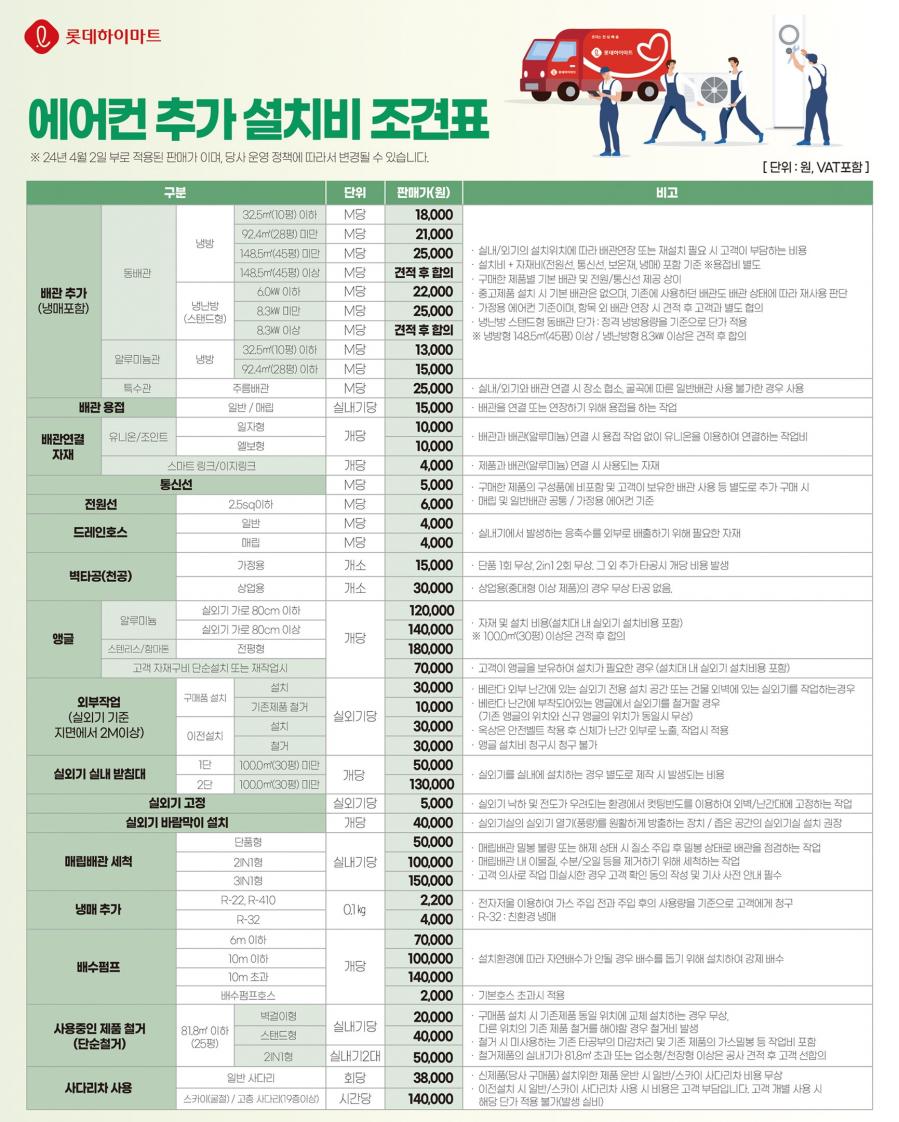 롯데하이마트
롯데는 안심배송
롯데하이마트
롯데하이마트
에어컨 추가 설치비 조견표
※ 24년 4월 2일 부로 적용된 판매가 이며, 당사 운영 정책에 따라서 변경될 수 있습니다.
[ 단위 : 원, VAT포함 ]
구분 단위 판매가(원) 비고
배관 추가
(냉매포함)
동배관
냉방
32.5㎡(10평) 이하 M당 18,000
92.4㎡(28평) 미만 M당 21,000
148.5㎡(45평) 미만 M당 25,000
148.5㎡(45평) 이상 M당 견적 후 합의
냉난방
(스탠드형)
6.0㎾ 이하 M당 22,000
8.3㎾ 미만 M당 25,000
8.3㎾ 이상 M당 견적 후 합의
알루미늄관
냉방
32.5㎡(10평) 이하 M당 13,000
92.4㎡(28평) 이하 M당 15,000
· 실내/외기의 설치위치에 따라 배관연장 또는 재설치 필요 시 고객이 부담하는 비용
· 설치비 + 자재비(전원선, 통신선, 보온재, 냉매) 포함 기준 ※용접비 별도
· 구매한 제품별 기본 배관 및 전원/통신선 제공 상이
· 중고제품 설치 시 기본 배관은 없으며, 기존에 사용하던 배관도 배관 상태에 따라 재사용 판단
· 가정용 에어컨 기준이며, 항목 외 배관 연장 시 견적 후 고객과 별도 협의
· 냉난방 스탠드형 동배관 단가 : 정격 냉방용량을 기준으로 단가 적용
※ 냉방형 148.5㎡(45평) 이상 / 냉난방형 8.3㎾ 이상은 견적 후 합의
특수관 주름배관 M당 25,000 · 실내/외기와 배관 연결 시 장소 협소, 굴곡에 따른 일반배관 사용 불가한 경우 사용
배관 용접 일반 / 매립 실내기당 15,000 · 배관을 연결 또는 연장하기 위해 용접을 하는 작업
배관연결
자재
유니온/조인트
일자형 개당 10,000
엘보형 10,000
· 배관과 배관(알루미늄) 연결 시 용접 작업 없이 유니온을 이용하여 연결하는 작업비
스마트 링크/이지링크 개당 4,000 · 제품과 배관(알루미늄) 연결 시 사용되는 자재
통신선 M당 5,000
전원선 2.5sq이하 M당 6,000
· 구매한 제품의 구성품에 비포함 및 고객이 보유한 배관 사용 등 별도로 추가 구매 시
· 매립 및 일반배관 공통 / 가정용 에어컨 기준
드레인호스
일반 M당 4,000
매립 M당 4,000
· 실내기에서 발생하는 응축수를 외부로 배출하기 위해 필요한 자재
벽타공(천공)
가정용 개소 15,000 · 단품 1회 무상, 2in1 2회 무상. 그 외 추가 타공시 개당 비용 발생
상업용 개소 30,000 · 상업용(중대형 이상 제품)의 경우 무상 타공 없음.
앵글
알루미늄
실외기 가로 80cm 이하 개당 120,000
실외기 가로 80cm 이상 140,000
스텐레스/함마톤 전평형 180,000
· 자재 및 설치 비용(설치대 내 실외기 설치비용 포함)
※ 100.0㎡(30평) 이상은 견적 후 합의
고객 자재구비 단순설치 또는 재작업시 70,000 · 고객이 앵글을 보유하여 설치가 필요한 경우 (설치대 내 실외기 설치비용 포함)
외부작업
(실외기 기준
지면에서 2M이상)
구매품 설치
설치 실외기당 30,000
기존제품 철거 10,000
이전설치
설치 30,000
철거 30,000
· 베란다 외부 난간에 있는 실외기 전용 설치 공간 또는 건물 외벽에 있는 실외기를 작업하는경우
· 베란다 난간에 부착되어있는 앵글에서 실외기를 철거할 경우
(기존 앵글의 위치와 신규 앵글의 위치가 동일시 무상)
· 옥상은 안전벨트 착용 후 신체가 난간 외부로 노출, 작업시 적용
· 앵글 설치비 청구시 청구 불가
실외기 실내 받침대
1단 100.0㎡(30평) 미만 개당 50,000
2단 100.0㎡(30평) 미만 130,000
· 실외기를 실내에 설치하는 경우 별도로 제작 시 발생되는 비용
실외기 고정 실외기당 5,000 · 실외기 낙하 및 전도가 우려되는 환경에서 컷팅반도를 이용하여 외벽/난간대에 고정하는 작업
실외기 바람막이 설치 개당 40,000 · 실외기실의 실외기 열기(풍량)를 원활하게 방출하는 장치 / 좁은 공간의 실외기실 설치 권장
매립배관 세척
단품형 실내기당 50,000
2IN1형 100,000
3IN1형 150,000
· 매립배관 밀봉 불량 또는 해제 상태 시 질소 주입 후 밀봉 상태로 배관을 점검하는 작업
· 매립배관 내 이물질, 수분/오일 등을 제거하기 위해 세척하는 작업
· 고객 의사로 작업 미실시한 경우 고객 확인 동의 작성 및 기사 사전 안내 필수
냉매 추가
R-22, R-410 0.1㎏ 2,200
R-32 4,000
· 전자저울 이용하여 가스 주입 전과 주입 후의 사용량을 기준으로 고객에게 청구
· R-32 : 친환경 냉매
배수펌프
6m 이하 개당 70,000
10m 이하 100,000
10m 초과 140,000
· 설치환경에 따라 자연배수가 안될 경우 배수를 돕기 위해 설치하여 강제 배수
배수펌프호스 2,000 · 기본호스 초과시 적용
사용중인 제품 철거
(단순철거)
81.8㎡ 이하
(25평)
벽걸이형 실내기당 20,000
스탠드형 40,000
2IN1형 실내기2대 50,000
· 구매품 설치 시 기존제품 동일 위치에 교체 설치하는 경우 무상,
다른 위치의 기존 제품 철거를 해야할 경우 철거비 발생
· 철거 시 미사용하는 기존 타공부의 마감처리 및 기존 제품의 가스밀봉 등 작업비 포함
· 철거제품의 실내기가 81.8㎡ 초과 또는 업소형/천장형 이상은 공사 견적 후 고객 선합의
사다리차 사용
일반 사다리 회당 38,000
스카이(굴절) / 고층 사다리(19층이상) 시간당 140,000
· 신제품(당사 구매품) 설치위한 제품 운반 시 일반/스카이 사다리차 비용 무상
· 이전설치 시 일반/스카이 사다리차 사용 시 비용은 고객 부담입니다. 고객 개별 사용 시
해당 단가 적용 불가(발생 실비)